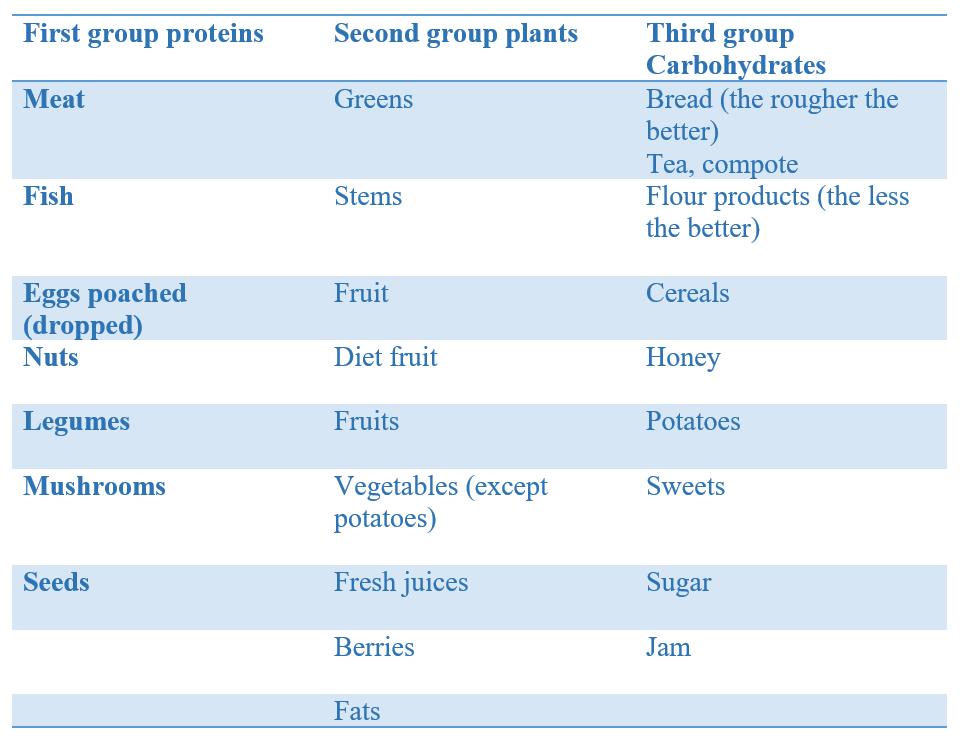 First group proteins
Second group plants
Third group
Carbohydrates
Meat
Greens
Bread (the rougher the
better)
Tea, compote
Fish
Stems
Flour products (the less
the better)
Eggs poached
(dropped)
Fruit
Cereals
Nuts
Diet fruit
Honey
Legumes
Fruits
Potatoes
Mushrooms
Vegetables (except
potatoes)
Sweets
Seeds
Fresh juices
Sugar
Berries
Jam
Fats